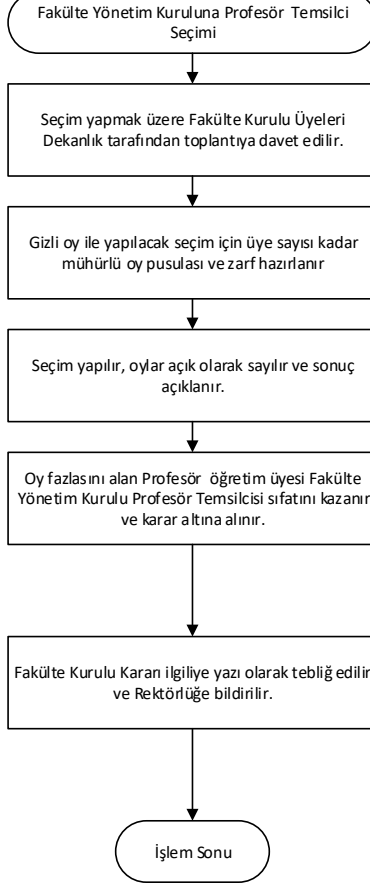 Fakülte Yönetim Kuruluna Profesör Temsilci
Seçimi
Seçim yapmak üzere Fakülte Kurulu Üyeleri
Dekanlık tarafından toplantıya davet edilir.
Gizli oy ile yapılacak seçim için üye sayısı kadar
mühürlü oy pusulası ve zarf hazırlanır
Seçim yapılır, oylar açık olarak sayılır ve sonuç
açıklanır.
Oy fazlasını alan Profesör öğretim üyesi Fakülte
Yönetim Kurulu Profesör Temsilcisi sıfatını kazanır
ve karar altına alınır.
Fakülte Kurulu Kararı ilgiliye yazı olarak tebliğ edilir
ve Rektörlüğe bildirilir.
İşlem Sonu